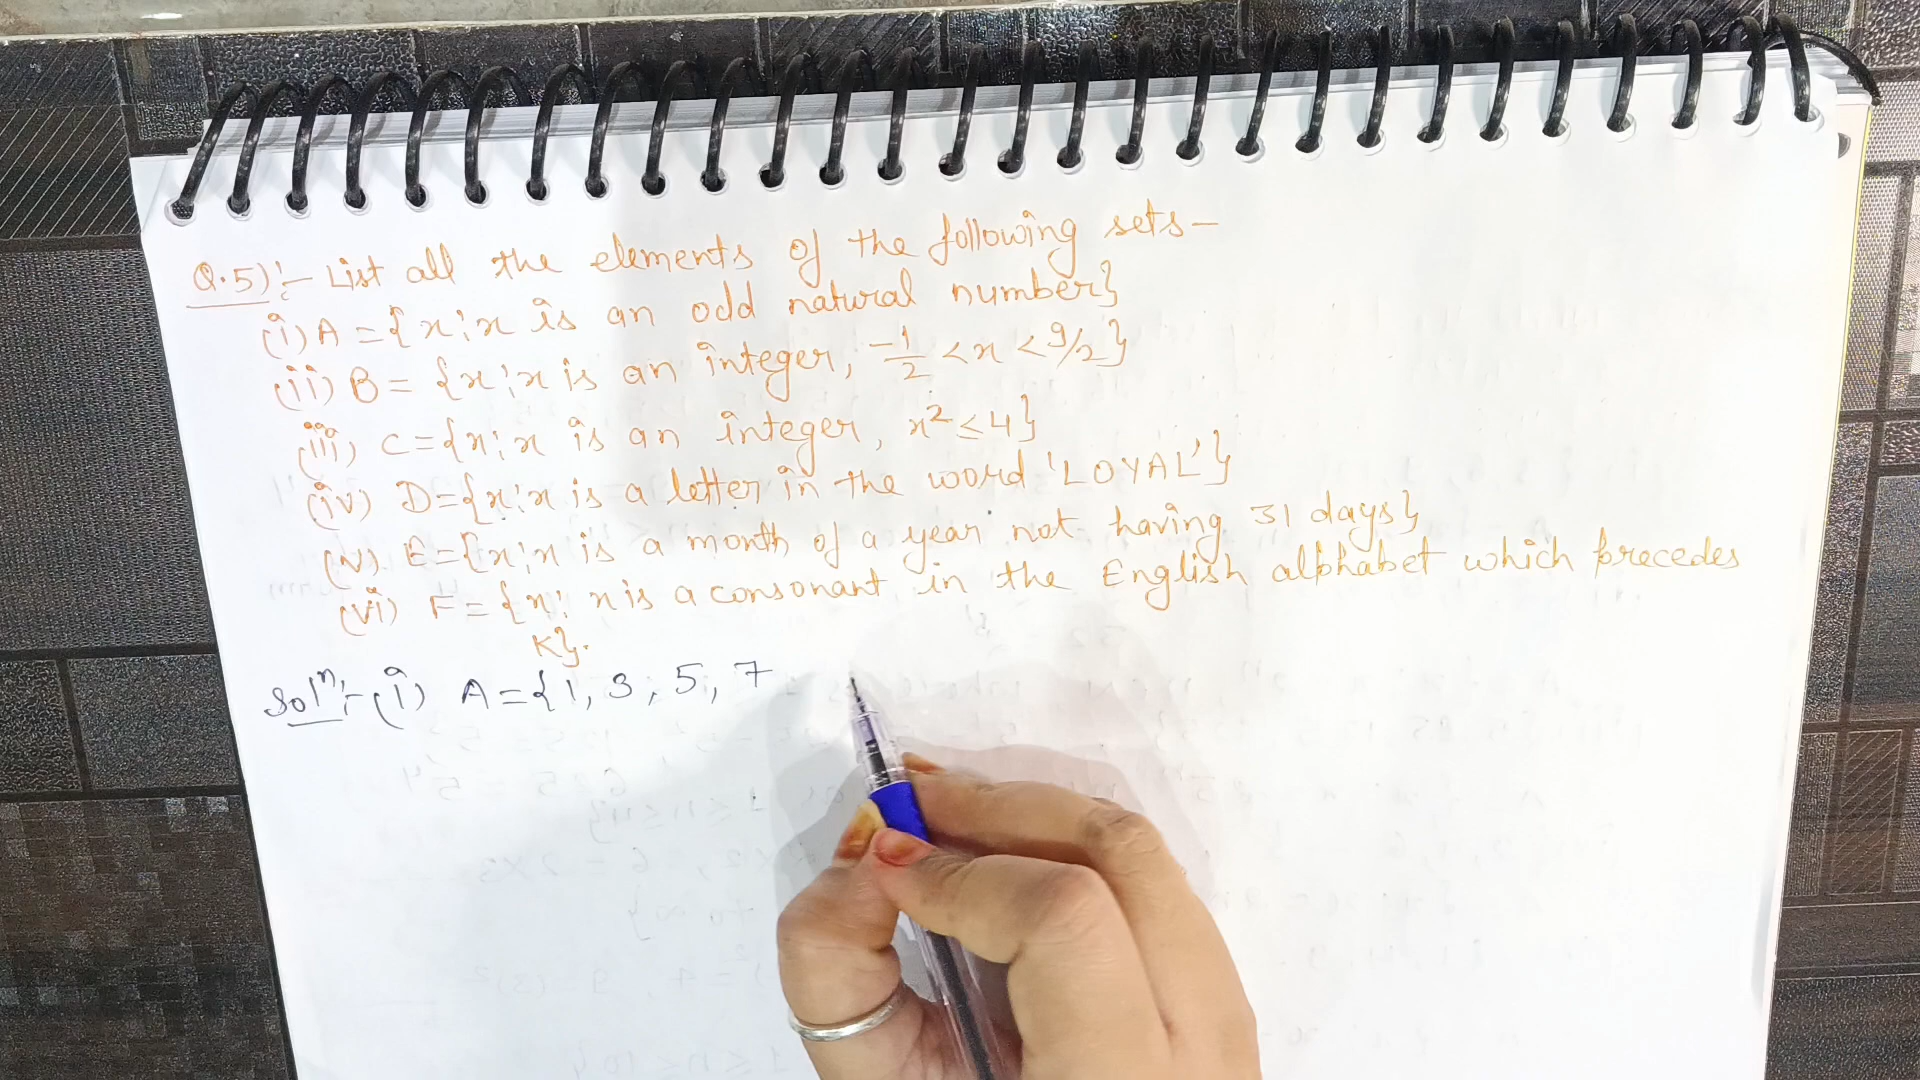 Q.5):- List all the elements of the following sets-
(i) A = {x:x is an odd natural number}
(ii) B = {x:x is an integer, -1/2 < x < 9/2}
(iii) C = {x:x is an integer, x² ≤ 4}
(iv) D = {x:x is a letter in the word 'LOYAL'}
(v) E = {x:x is a month of a year not having 31 days}
(vi) F = {x: x is a consonant in the English alphabet which precedes
K}.
Solⁿ:- (i) A = {1, 3, 5, 7